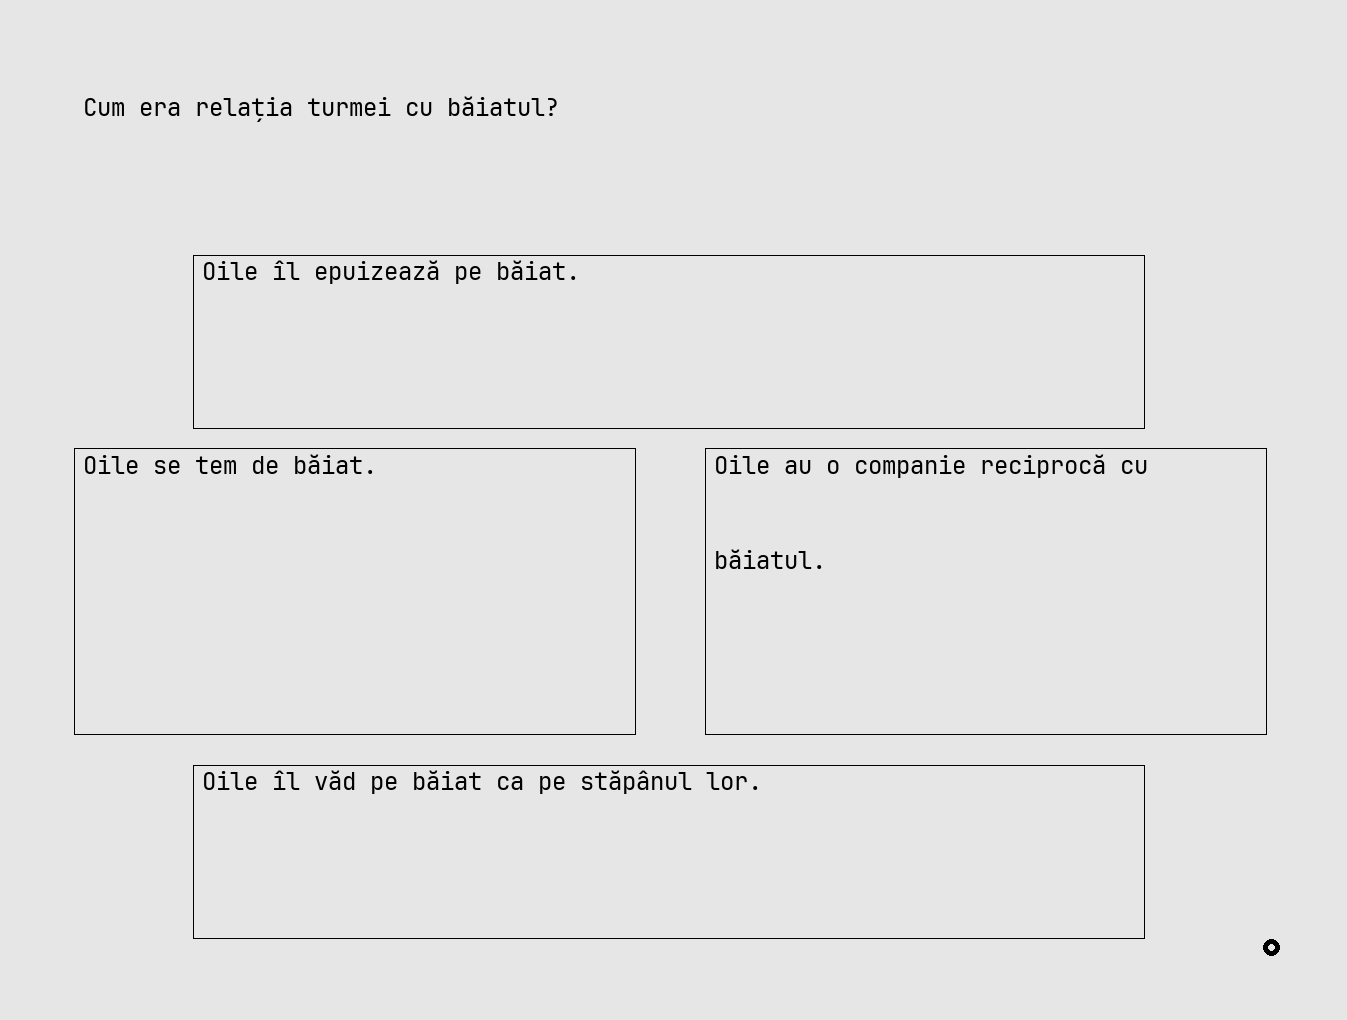 Cum era relația turmei cu băiatul?
Oile îl epuizează pe băiat.
Oile se tem de băiat.
Oile au o companie reciprocă cu
băiatul.
Oile îl văd pe băiat ca pe stăpânul lor.